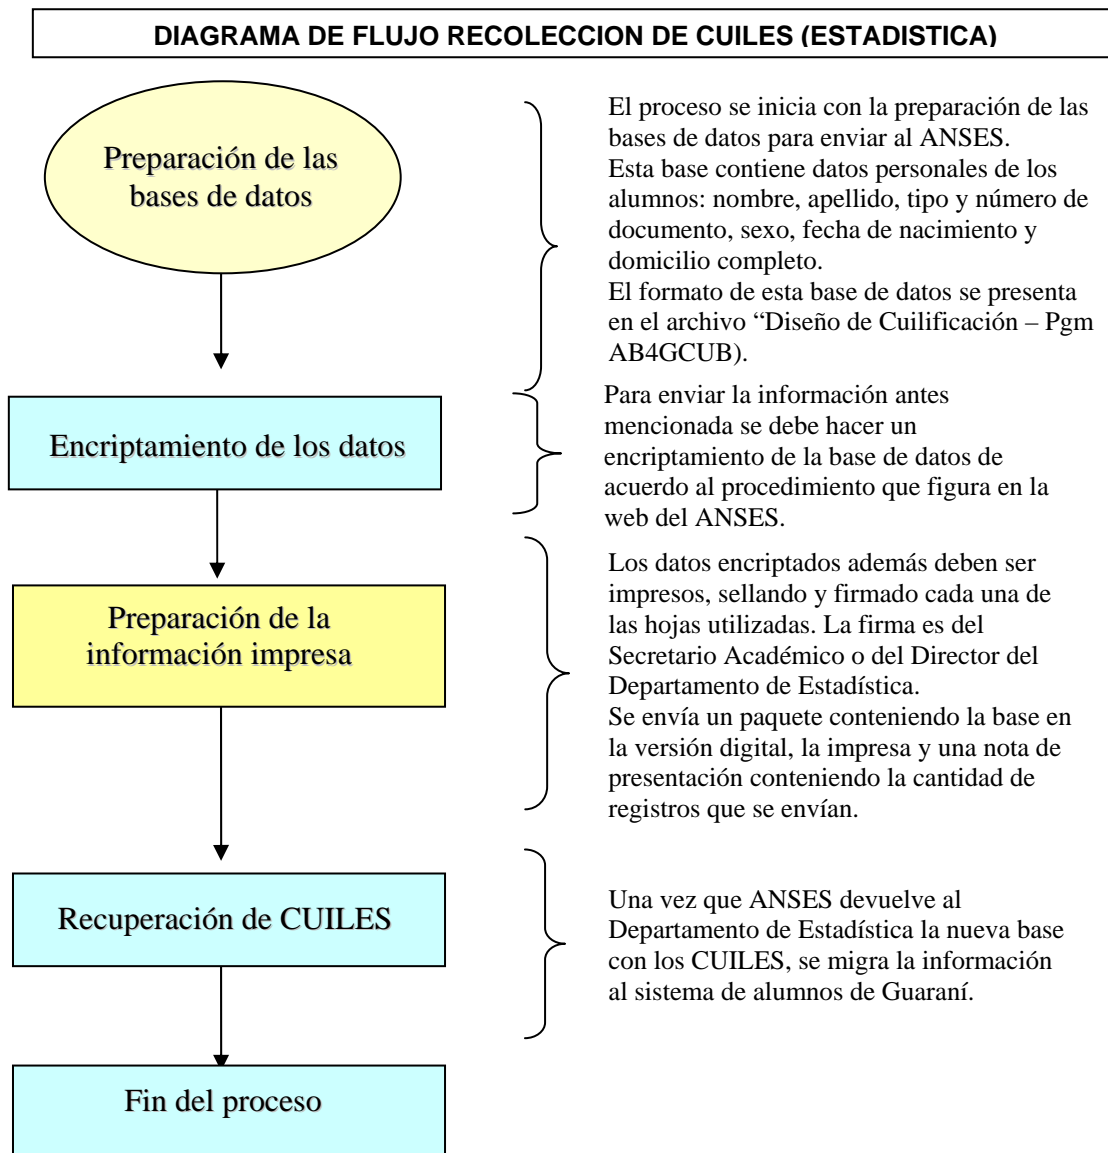 DIAGRAMA DE FLUJO RECOLECCION DE CUILES (ESTADISTICA)
Preparación de las
bases de datos
El proceso se inicia con la preparación de las
bases de datos para enviar al ANSES.
Esta base contiene datos personales de los
alumnos: nombre, apellido, tipo y número de
documento, sexo, fecha de nacimiento y
domicilio completo.
El formato de esta base de datos se presenta
en el archivo “Diseño de Cuilificación – Pgm
AB4GCUB).
Encriptamiento de los datos
Para enviar la información antes
mencionada se debe hacer un
encriptamiento de la base de datos de
acuerdo al procedimiento que figura en la
web del ANSES.
Preparación de la
información impresa
Los datos encriptados además deben ser
impresos, sellando y firmado cada una de
las hojas utilizadas. La firma es del
Secretario Académico o del Director del
Departamento de Estadística.
Se envía un paquete conteniendo la base en
la versión digital, la impresa y una nota de
presentación conteniendo la cantidad de
registros que se envían.
Recuperación de CUILES
Una vez que ANSES devuelve al
Departamento de Estadística la nueva base
con los CUILES, se migra la información
al sistema de alumnos de Guaraní.
Fin del proceso